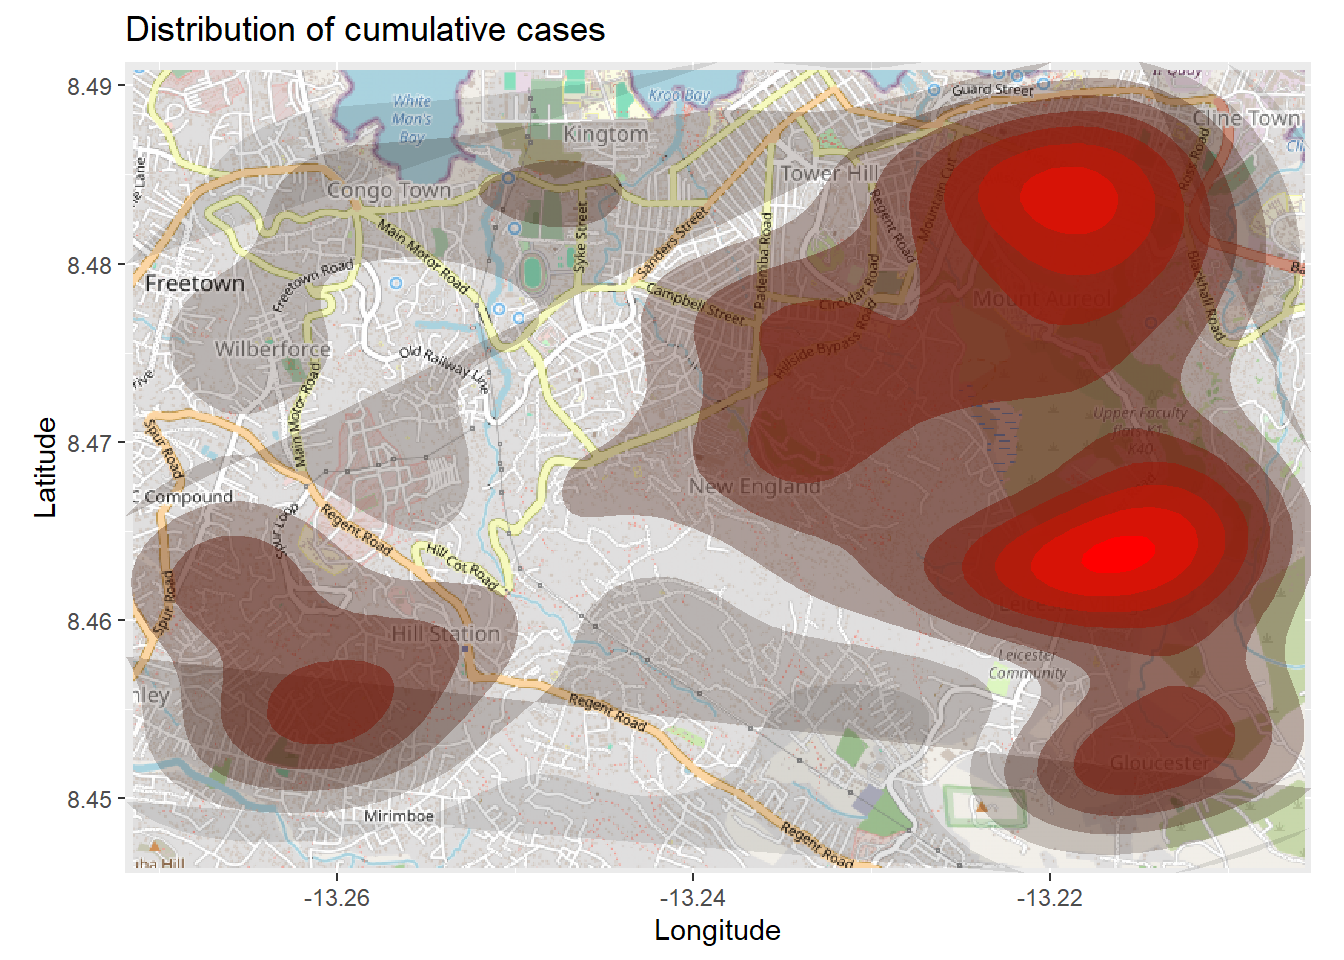 Distribution of cumulative cases
8.49
8.48
8.47
8.46
8.45
Latitude
-13.26
-13.24
-13.22
Longitude
White
Man's
Bay
Kroo Bay
Guard Street
Cline Town
Kingtom
Congo Town
Tower Hill
Ross Road
Mountain Cut
Regent Road
Syke Street
Sanders Street
Pademba Road
Main Motor Road
Freetown Road
Freetown
Campbell Street
Circular Road
Mount Aureol
Blackhall Road
Hillside Bypass Road
Wilberforce
Old Railway Line
Main Motor Road
Upper Faculty
flats K1-
K40
Spur Road
New England
Compound
Spur Loop
Regent Road
Hill Cot Road
Spur Road
Hill Station
Leicester
Community
Regent Road
Gloucester
Mirimboe
Regent Road